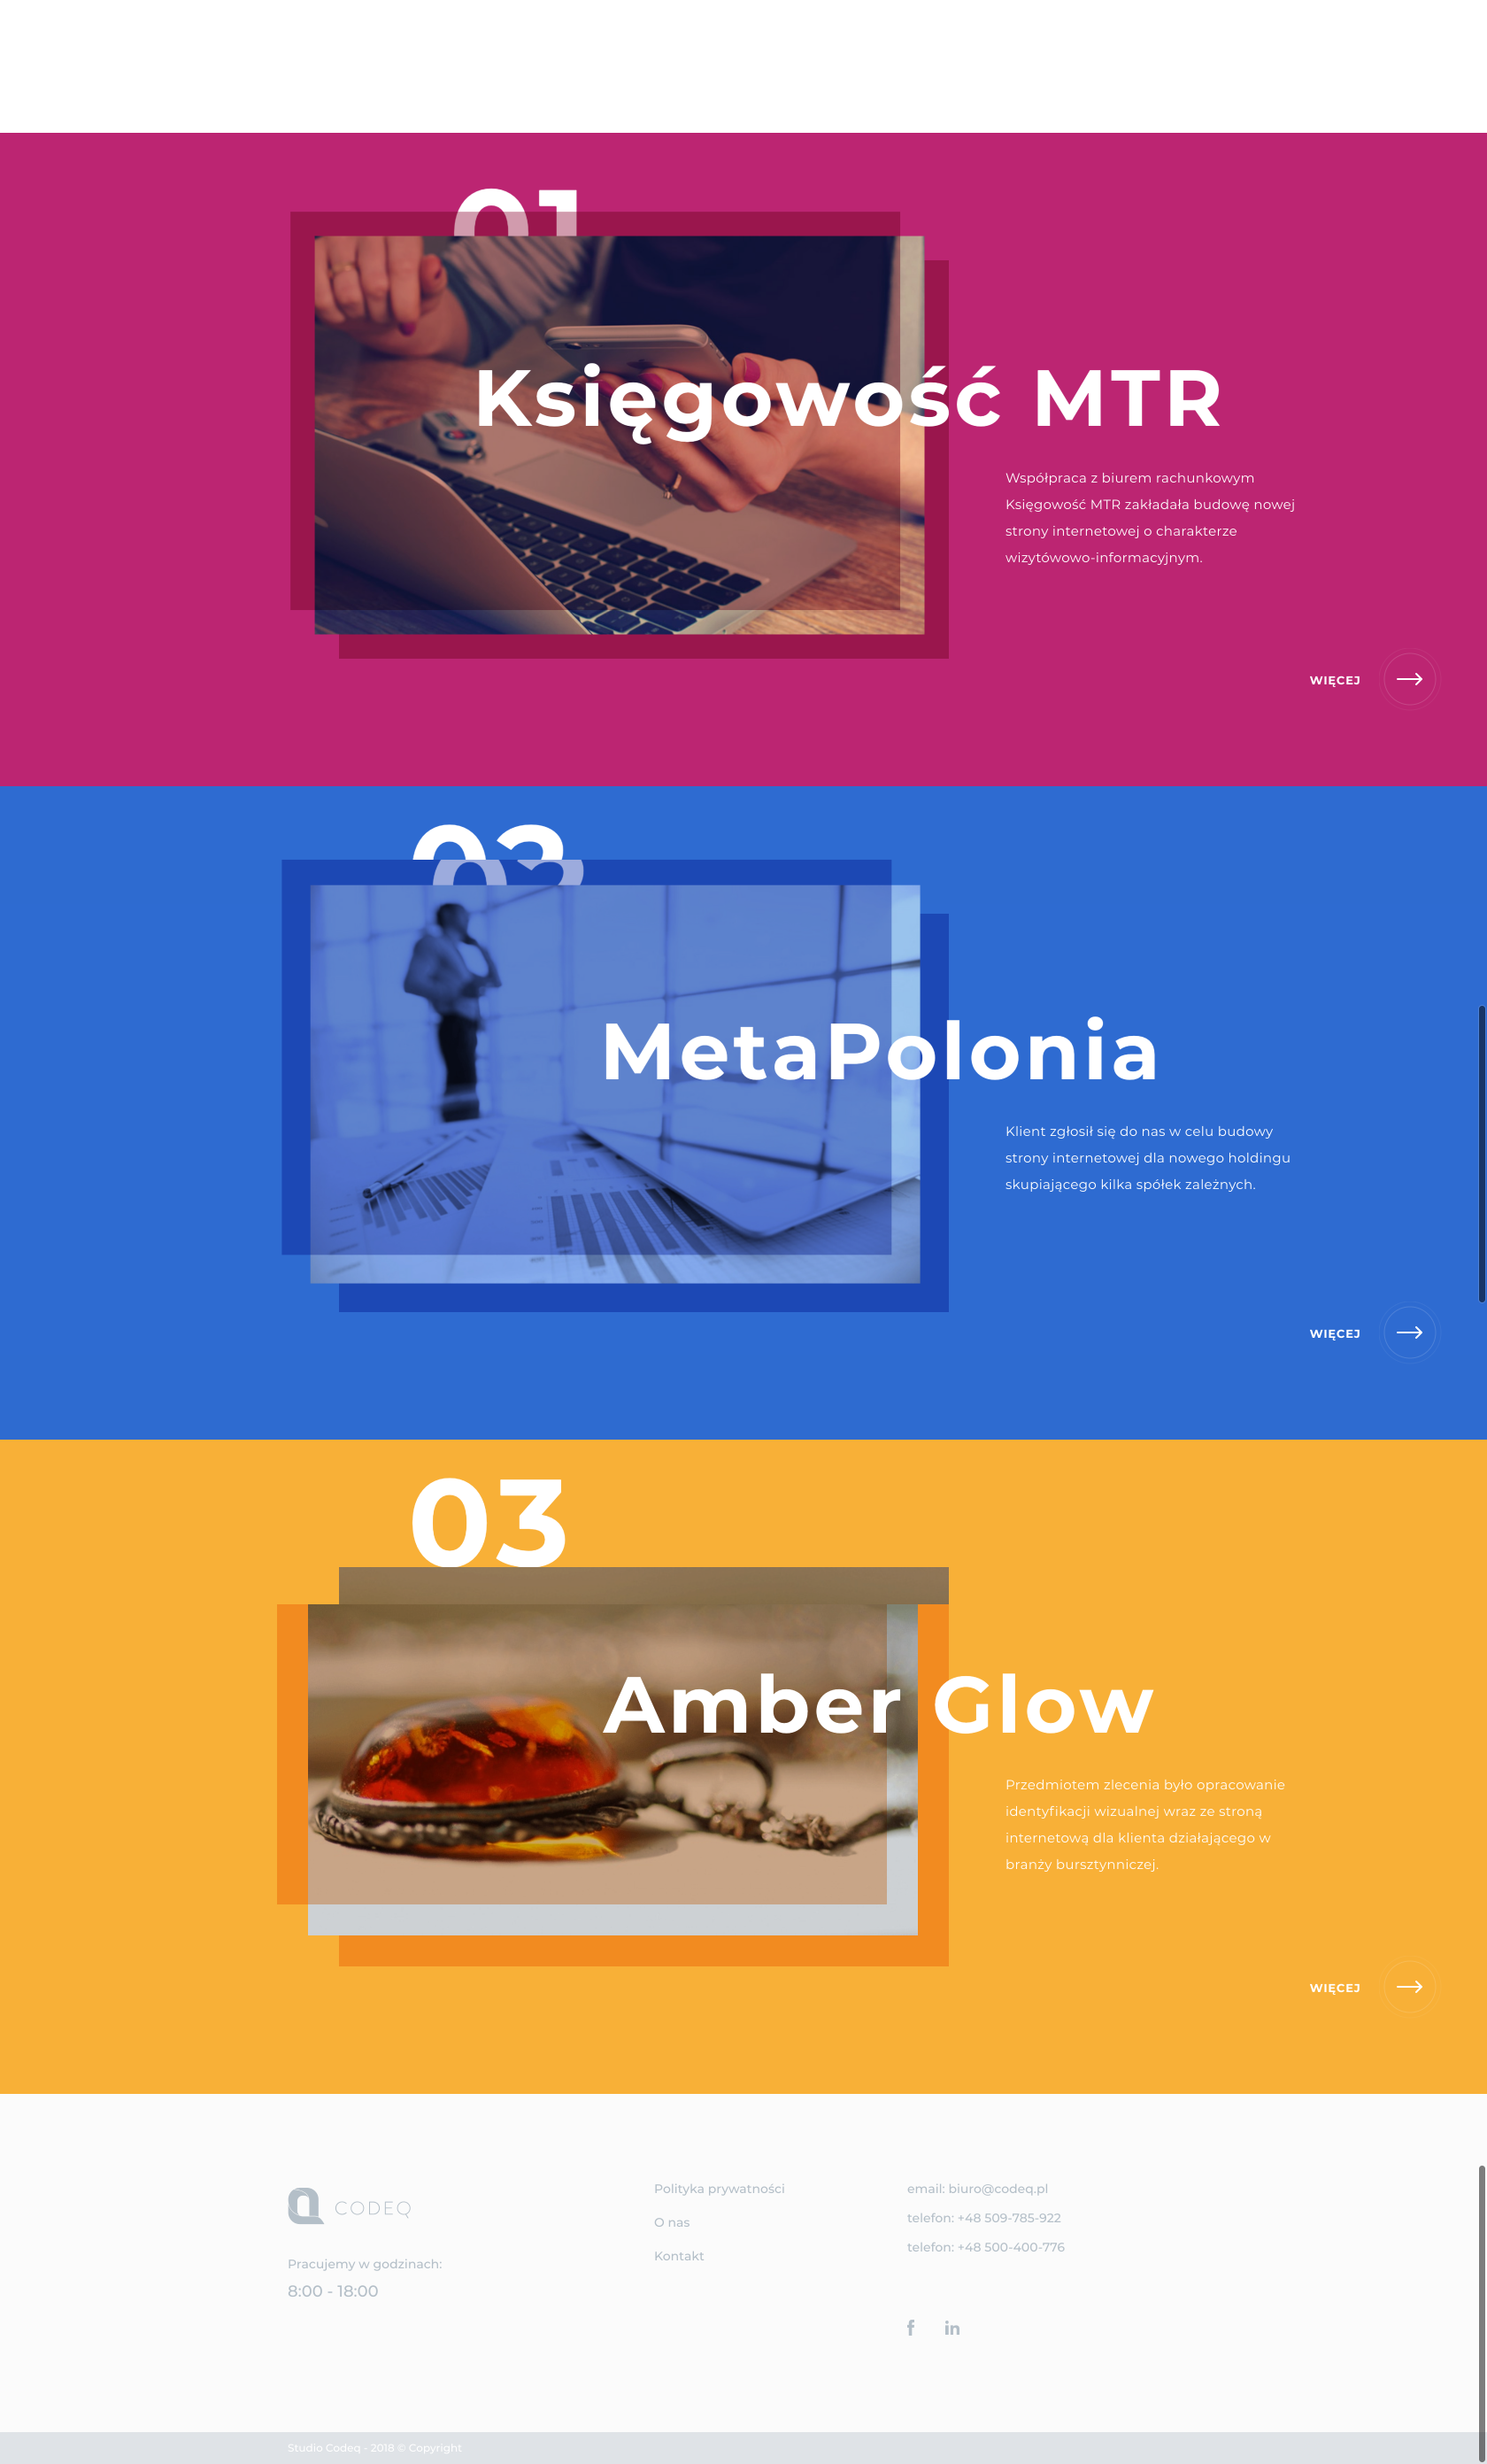 01
Księgowość MTR
Współpraca z biurem rachunkowym
Księgowość MTR zakładała budowę nowej
strony internetowej o charakterze
wizytówowo-informacyjnym.
WIĘCEJ
MetaPolonia
Klient zgłosił się do nas w celu budowy
strony internetowej dla nowego holdingu
skupiającego kilka spółek zależnych.
WIĘCEJ
03
Amber Glow
Przedmiotem zlecenia było opracowanie
identyfikacji wizualnej wraz ze stroną
internetową dla klienta działającego w
branży bursztynniczej.
WIĘCEJ
CODEQ
Pracujemy w godzinach:
8:00 - 18:00
Polityka prywatności
O nas
Kontakt
email: biuro@codeq.pl
telefon: +48 509-785-922
telefon: +48 500-400-776
f in
Studio Codeq - 2018 © Copyright